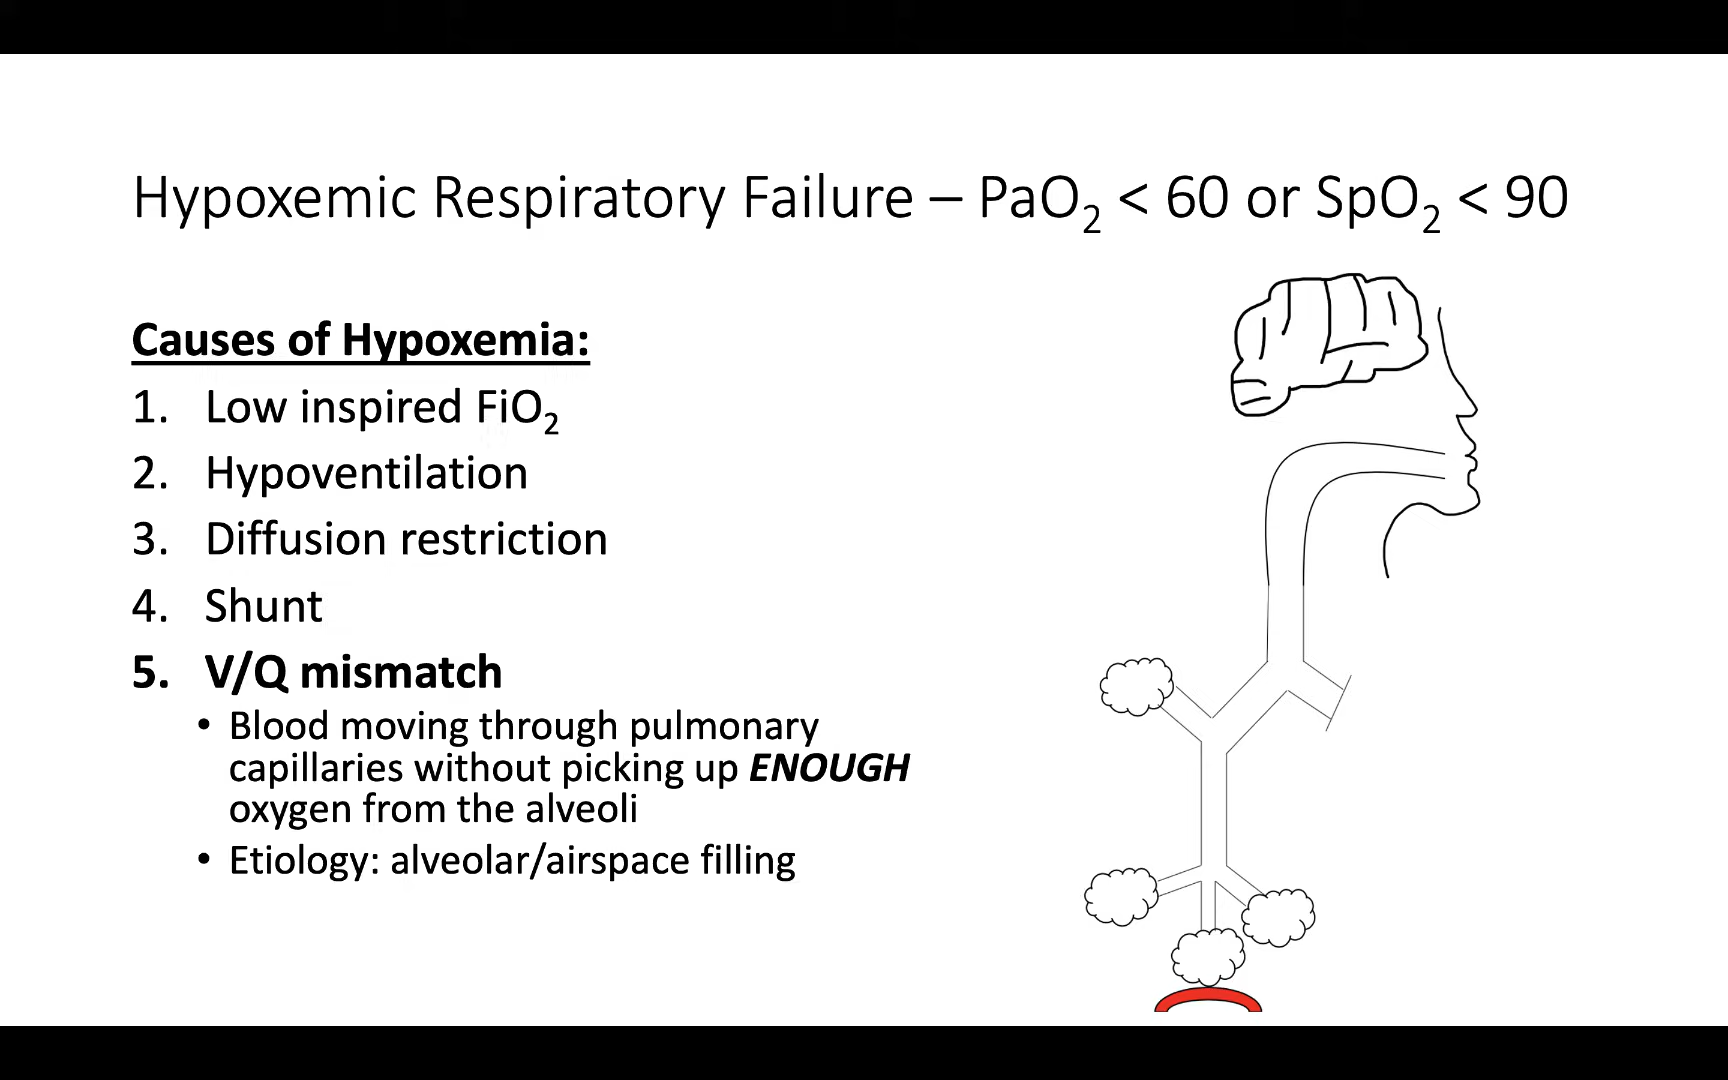 Hypoxemic Respiratory Failure – PaO₂ < 60 or SpO₂ < 90
Causes of Hypoxemia:
1. Low inspired FiO₂
2. Hypoventilation
3. Diffusion restriction
4. Shunt
5. V/Q mismatch
• Blood moving through pulmonary
capillaries without picking up ENOUGH
oxygen from the alveoli
• Etiology: alveolar/airspace filling